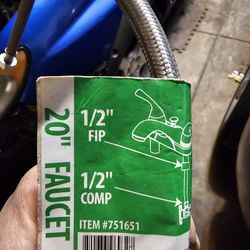 20" FAUCET
1/2"
FIP
1/2"
COMP
ITEM #751651